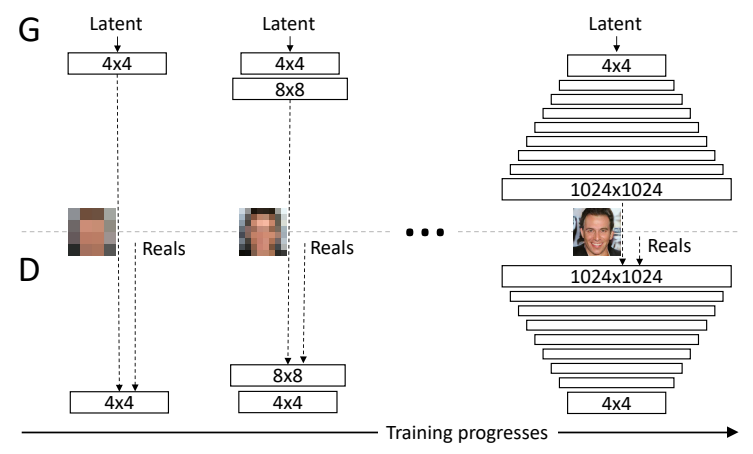 G
Latent
Latent
Latent
4x4
4x4
4x4
8x8
1024x1024
Reals
Reals
Reals
D
1024x1024
8x8
4x4
4x4
4x4
Training progresses